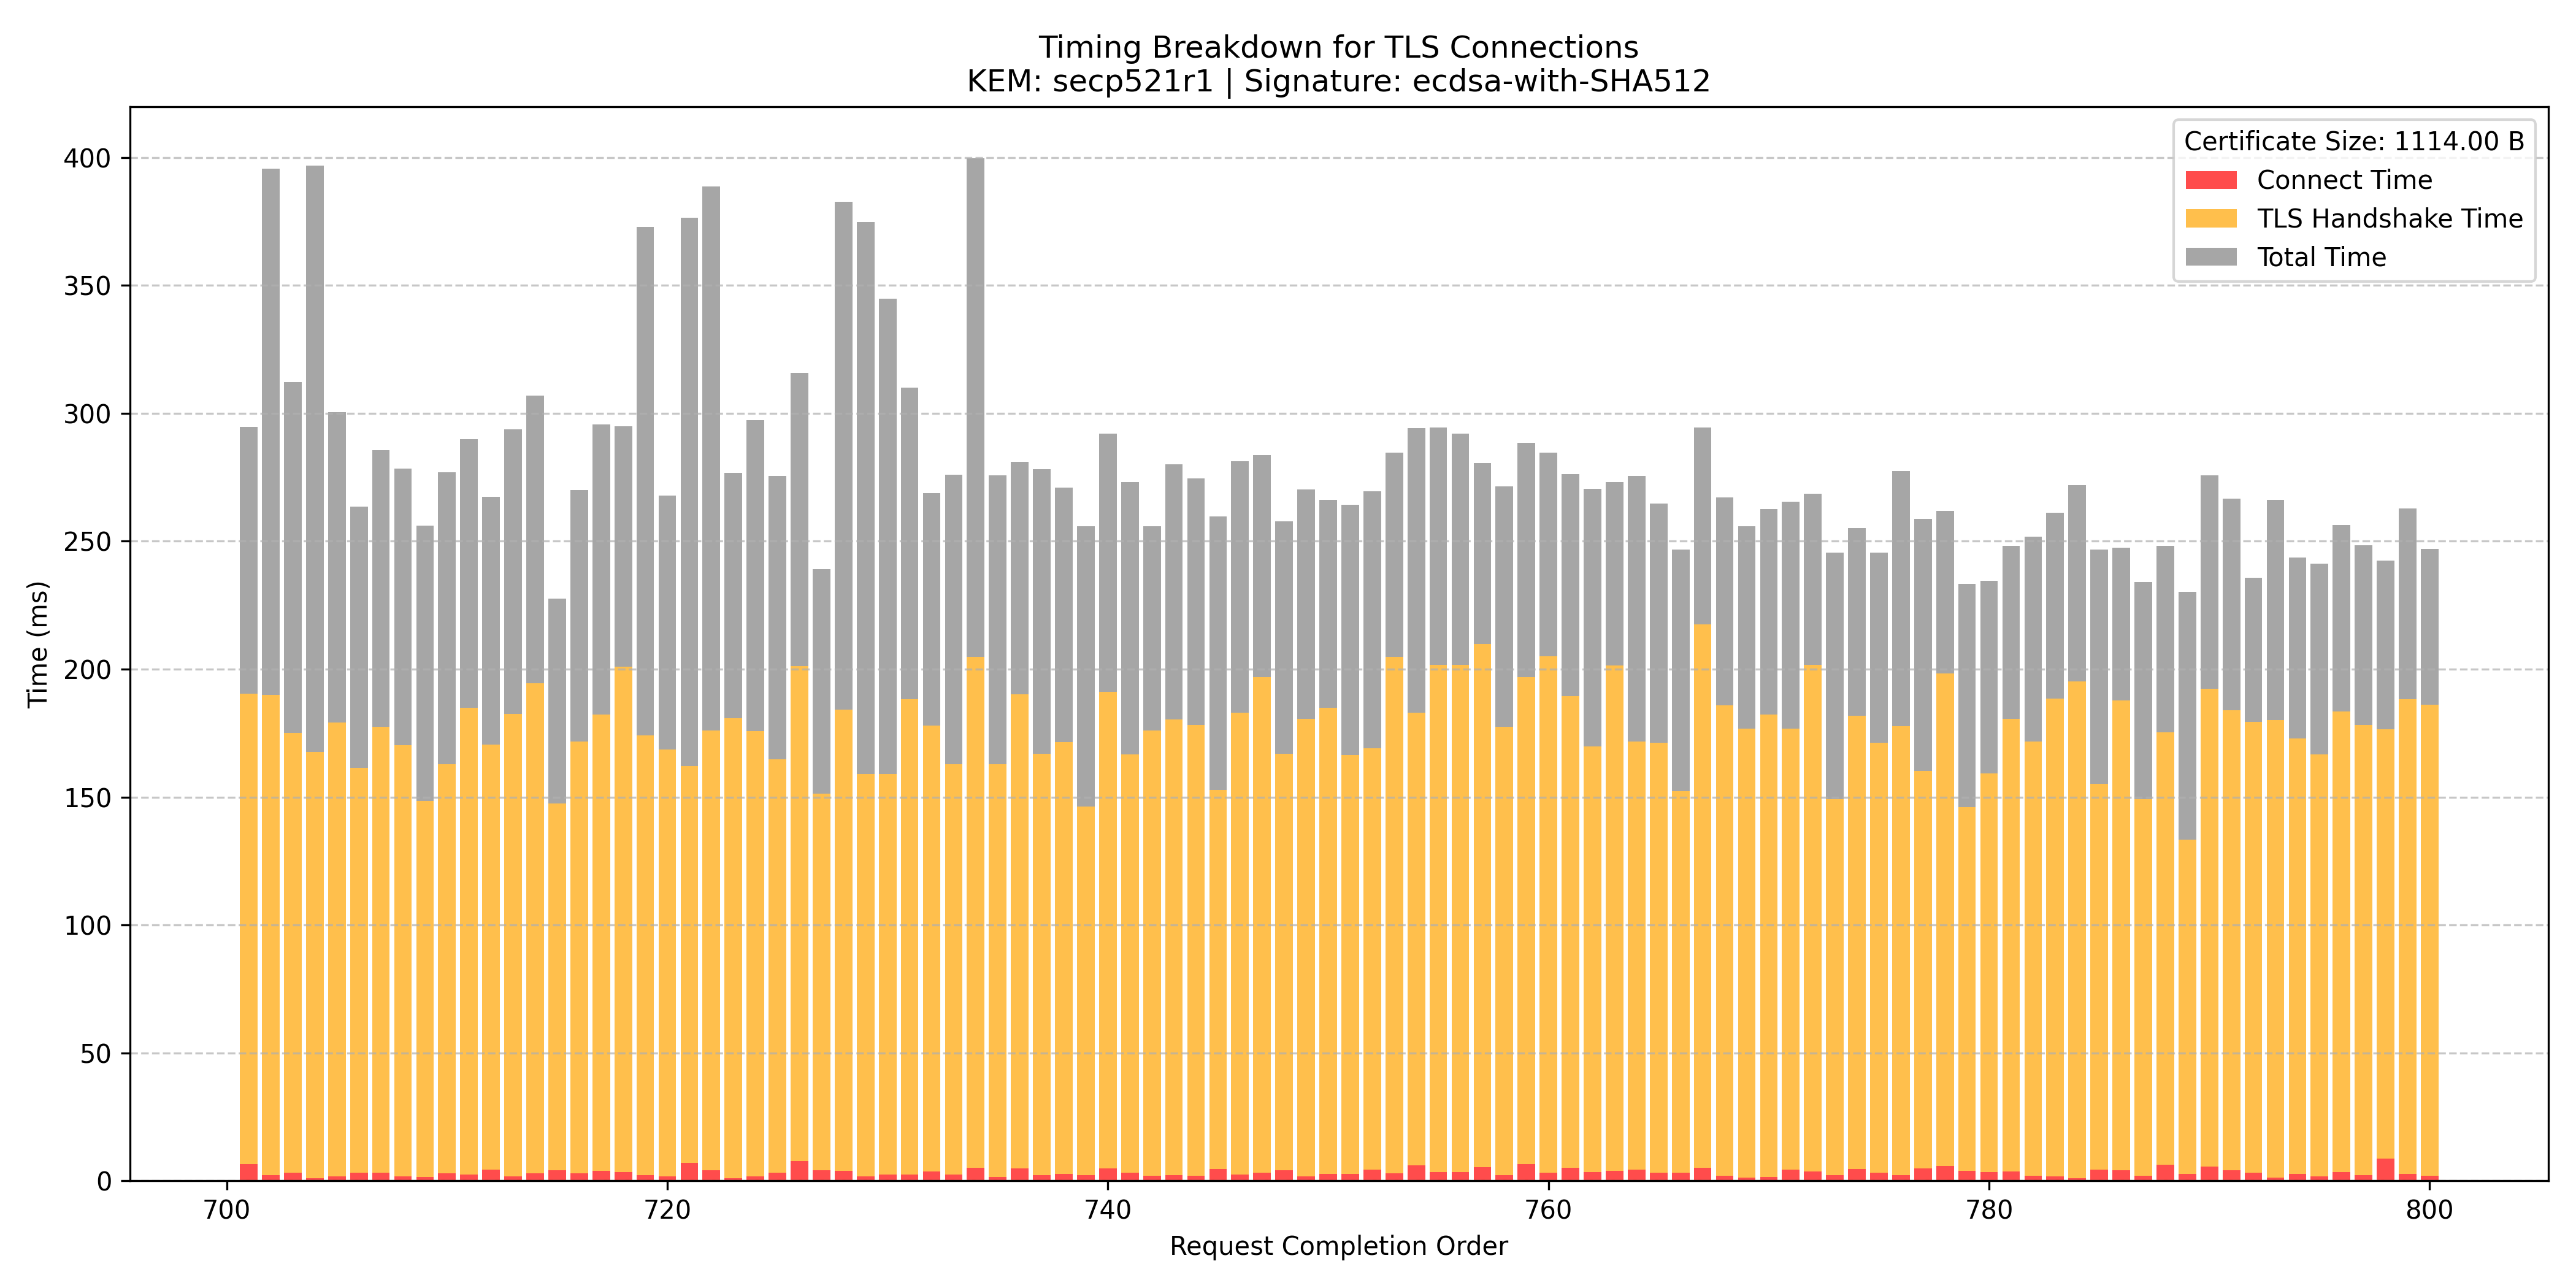 Timing Breakdown for TLS Connections
KEM: secp521r1 | Signature: ecdsa-with-SHA512
Certificate Size: 1114.00 B
Connect Time
TLS Handshake Time
Total Time
Time (ms)
400
350
300
250
200
150
100
50
0
700 720 740 760 780 800
Request Completion Order